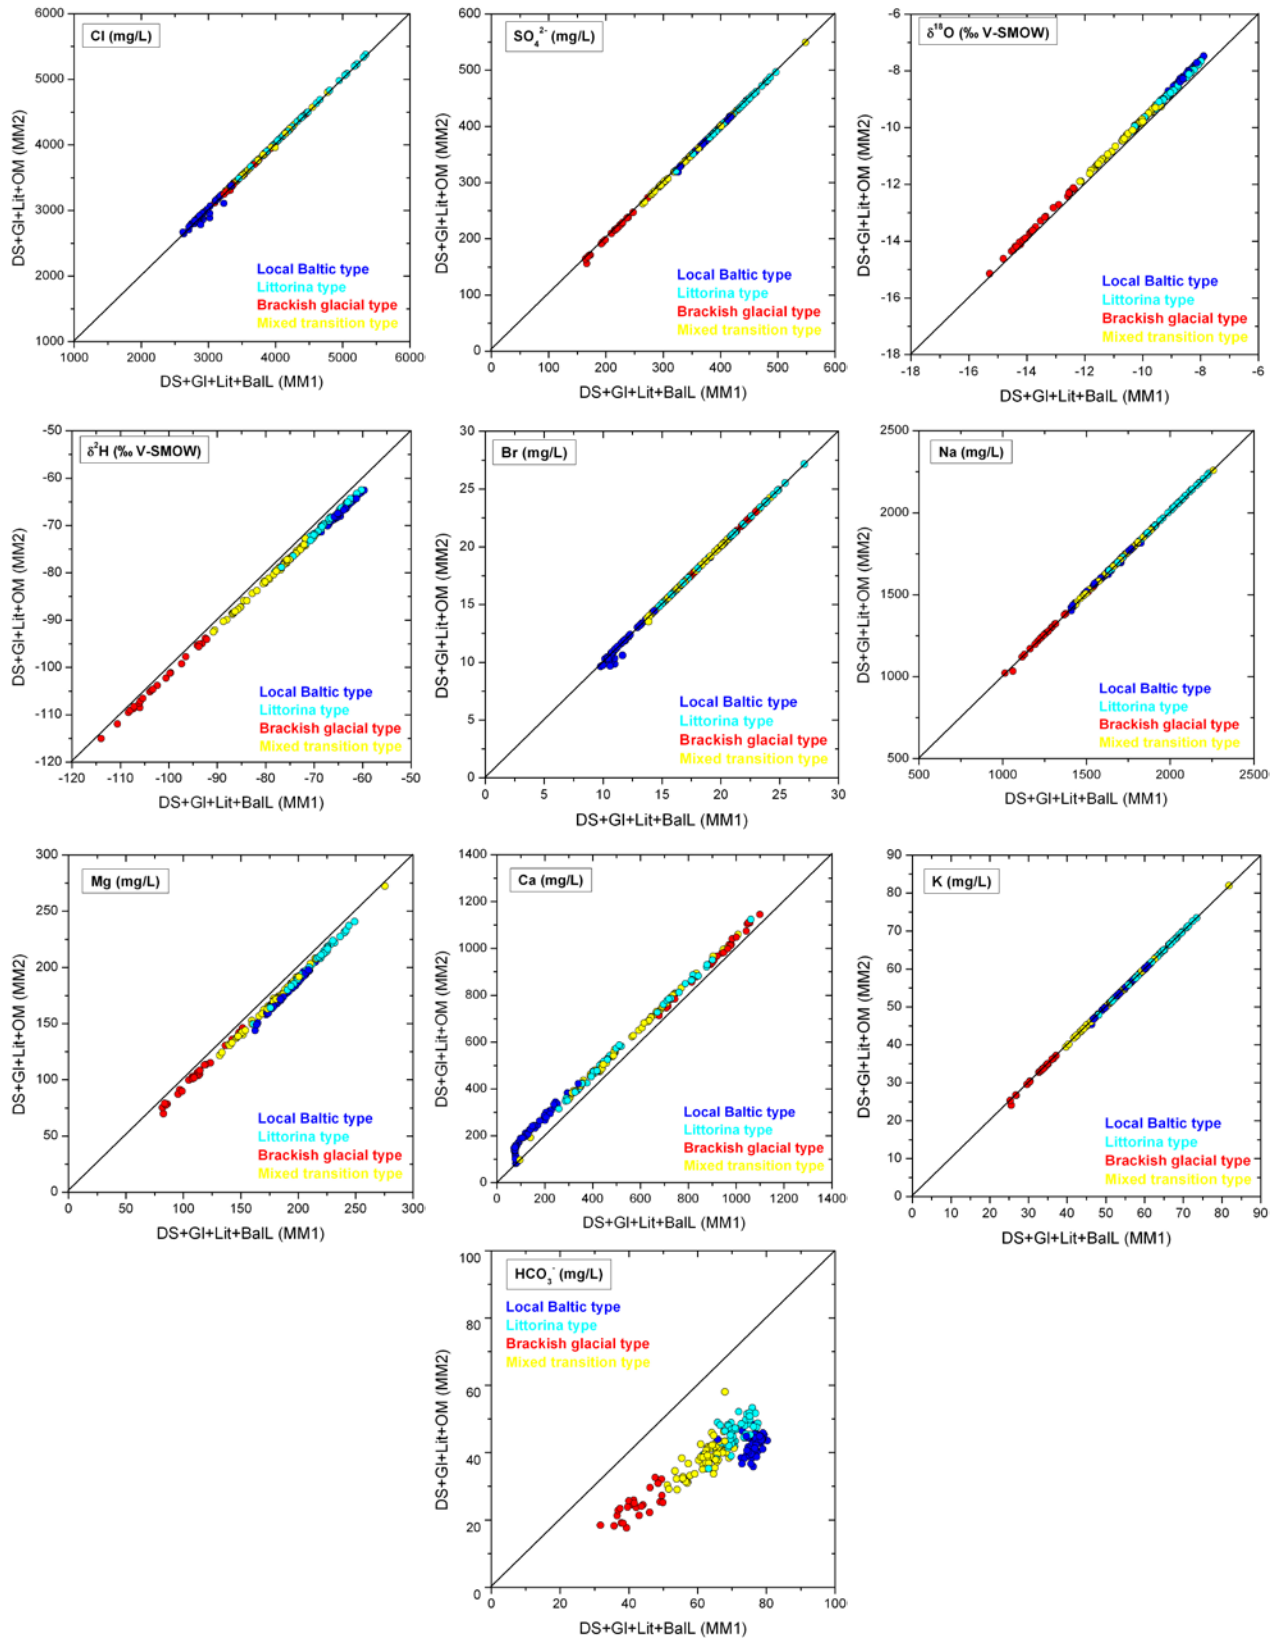 Cl (mg/L)
6000
5000
4000
3000
2000
1000
1000 2000 3000 4000 5000 6000
DS+Gl+Lit+OM (MM2)
Local Baltic type
Littorina type
Brackish glacial type
Mixed transition type
DS+Gl+Lit+BalL (MM1)
SO₄²⁻ (mg/L)
600
500
400
300
200
100
0
0 100 200 300 400 500 600
DS+Gl+Lit+OM (MM2)
Local Baltic type
Littorina type
Brackish glacial type
Mixed transition type
DS+Gl+Lit+BalL (MM1)
δ¹⁸O (‰ V-SMOW)
-6
-8
-10
-12
-14
-16
-18
-18 -16 -14 -12 -10 -8 -6
DS+Gl+Lit+OM (MM2)
Local Baltic type
Littorina type
Brackish glacial type
Mixed transition type
DS+Gl+Lit+BalL (MM1)
δ²H (‰ V-SMOW)
-50
-60
-70
-80
-90
-100
-110
-120
-120 -110 -100 -90 -80 -70 -60 -50
DS+Gl+Lit+OM (MM2)
Local Baltic type
Littorina type
Brackish glacial type
Mixed transition type
DS+Gl+Lit+BalL (MM1)
Br (mg/L)
30
25
20
15
10
5
0
0 5 10 15 20 25 30
DS+Gl+Lit+OM (MM2)
Local Baltic type
Littorina type
Brackish glacial type
Mixed transition type
DS+Gl+Lit+BalL (MM1)
Na (mg/L)
2500
2000
1500
1000
500
500 1000 1500 2000 2500
DS+Gl+Lit+OM (MM2)
Local Baltic type
Littorina type
Brackish glacial type
Mixed transition type
DS+Gl+Lit+BalL (MM1)
Mg (mg/L)
300
250
200
150
100
50
0
0 50 100 150 200 250 300
DS+Gl+Lit+OM (MM2)
Local Baltic type
Littorina type
Brackish glacial type
Mixed transition type
DS+Gl+Lit+BalL (MM1)
Ca (mg/L)
1400
1200
1000
800
600
400
200
0
0 200 400 600 800 1000 1200 1400
DS+Gl+Lit+OM (MM2)
Local Baltic type
Littorina type
Brackish glacial type
Mixed transition type
DS+Gl+Lit+BalL (MM1)
K (mg/L)
90
80
70
60
50
40
30
20
10
0
0 10 20 30 40 50 60 70 80 90
DS+Gl+Lit+OM (MM2)
Local Baltic type
Littorina type
Brackish glacial type
Mixed transition type
DS+Gl+Lit+BalL (MM1)
HCO₃⁻ (mg/L)
Local Baltic type
Littorina type
Brackish glacial type
Mixed transition type
100
80
60
40
20
0
0 20 40 60 80 100
DS+Gl+Lit+OM (MM2)
DS+Gl+Lit+BalL (MM1)